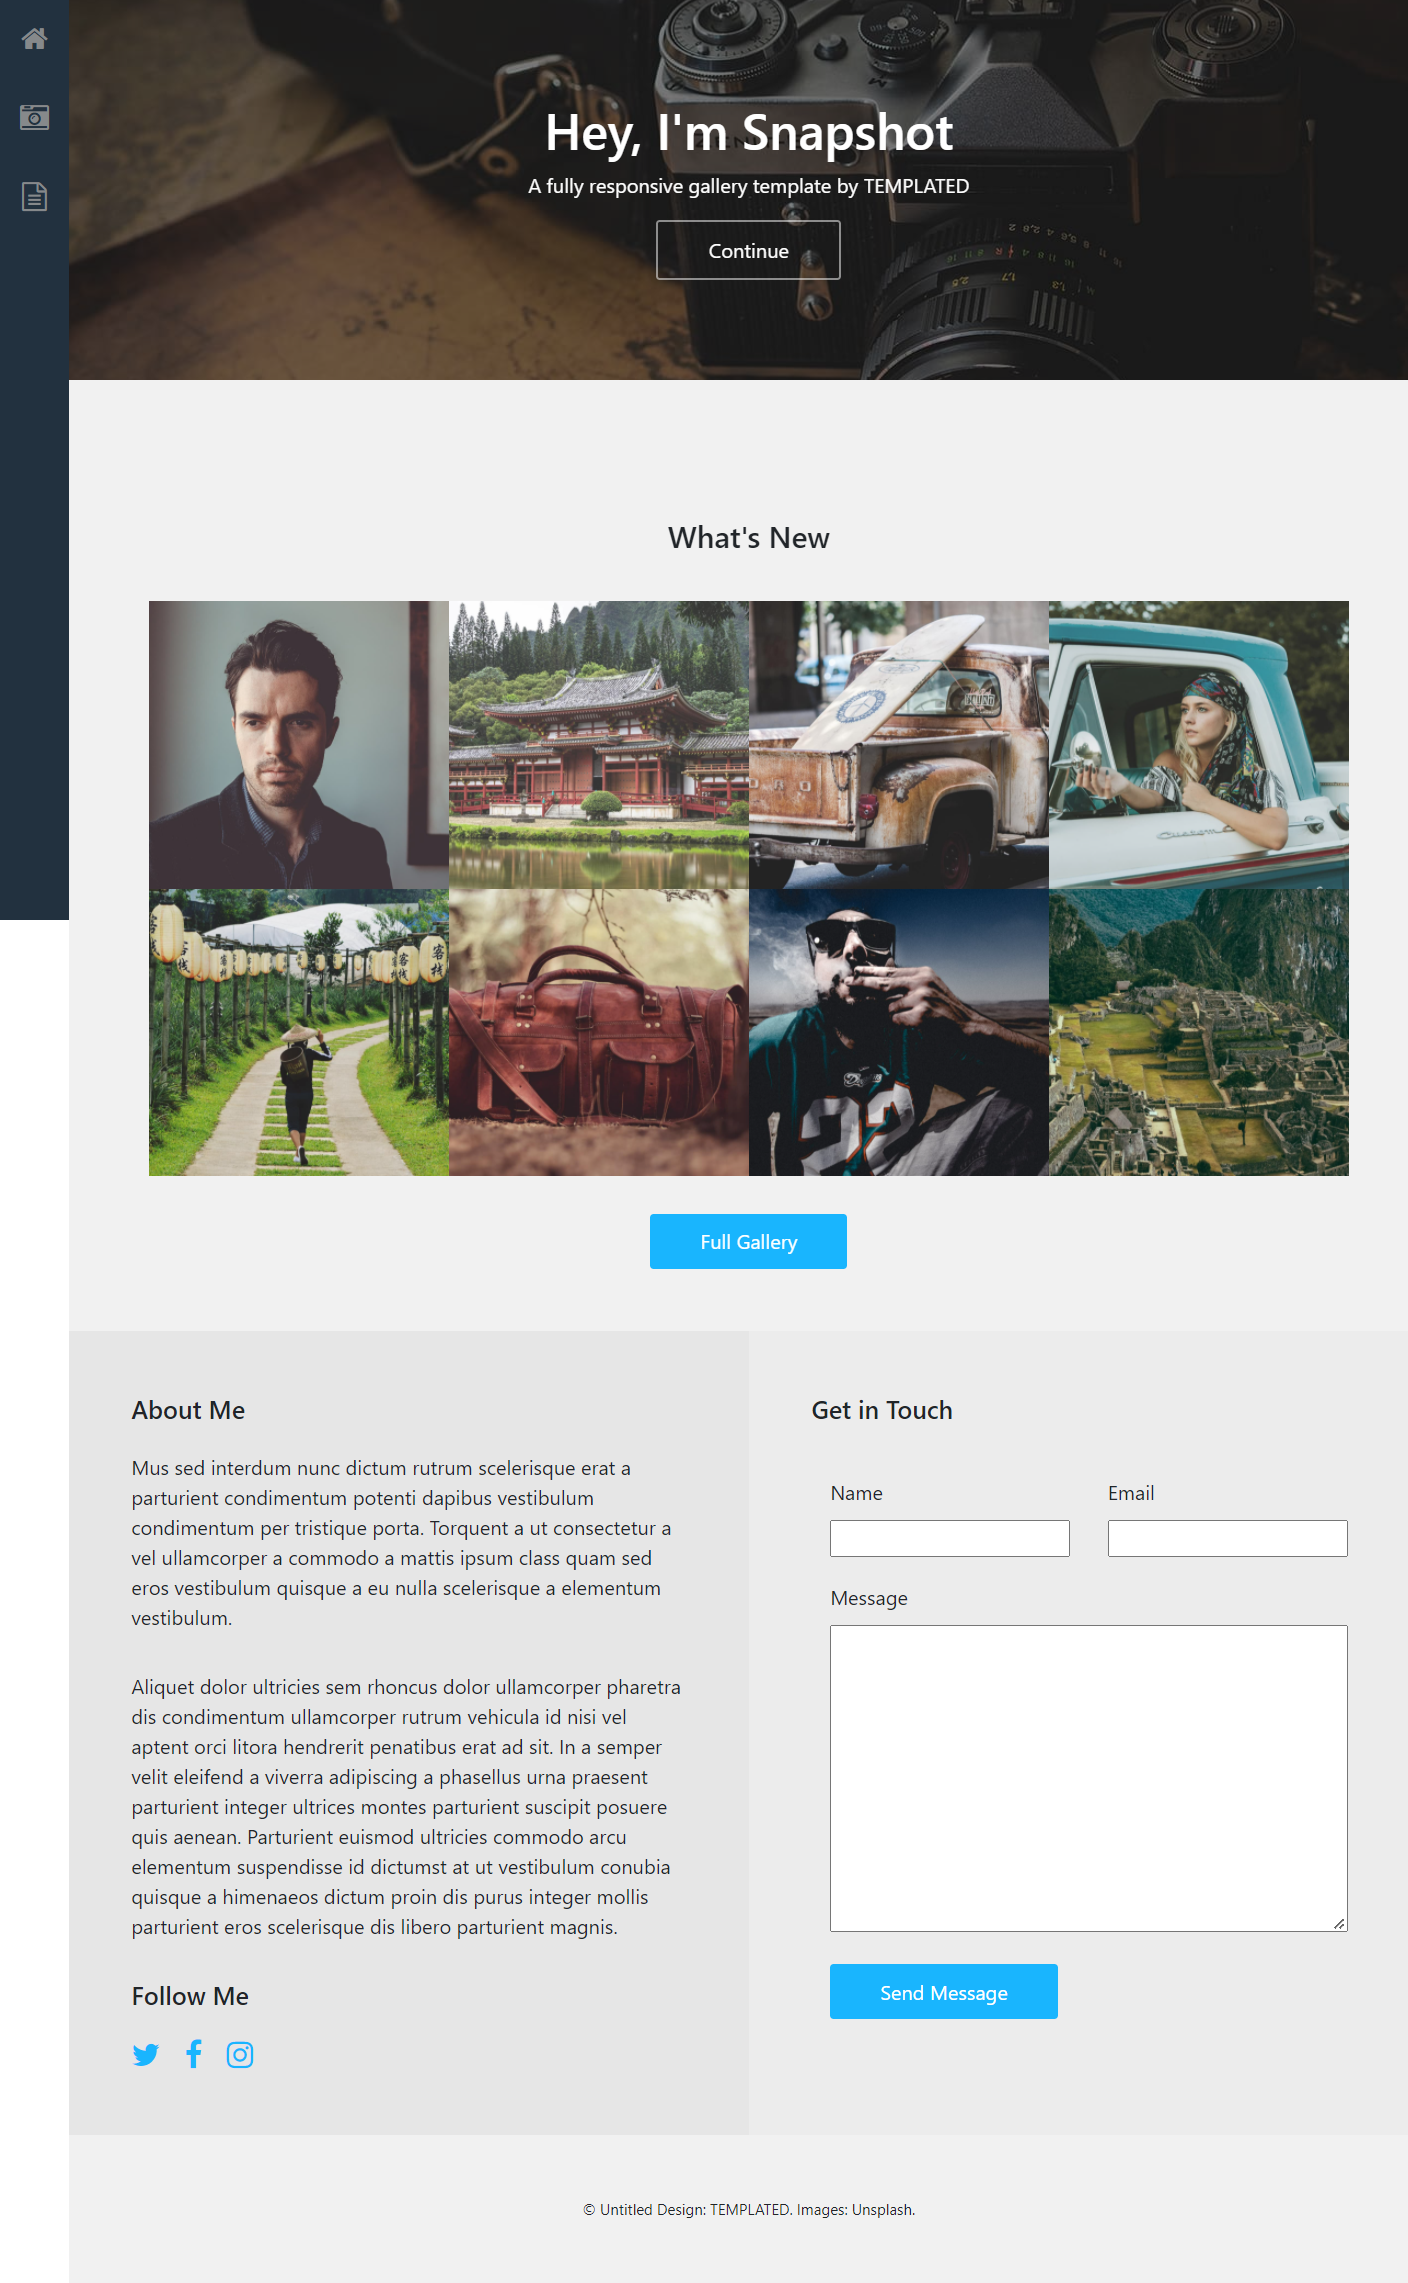 Hey, I'm Snapshot
A fully responsive gallery template by TEMPLATED
Continue
What's New
客栈
客栈
Custom
22
Full Gallery
About Me
Mus sed interdum nunc dictum rutrum scelerisque erat a
parturient condimentum potenti dapibus vestibulum
condimentum per tristique porta. Torquent a ut consectetur a
vel ullamcorper a commodo a mattis ipsum class quam sed
eros vestibulum quisque a eu nulla scelerisque a elementum
vestibulum.
Aliquet dolor ultricies sem rhoncus dolor ullamcorper pharetra
dis condimentum ullamcorper rutrum vehicula id nisi vel
aptent orci litora hendrerit penatibus erat ad sit. In a semper
velit eleifend a viverra adipiscing a phasellus urna praesent
parturient integer ultrices montes parturient suscipit posuere
quis aenean. Parturient euismod ultricies commodo arcu
elementum suspendisse id dictumst at ut vestibulum conubia
quisque a himenaeos dictum proin dis purus integer mollis
parturient eros scelerisque dis libero parturient magnis.
Follow Me
Get in Touch
Name
Email
Message
Send Message
© Untitled Design: TEMPLATED. Images: Unsplash.